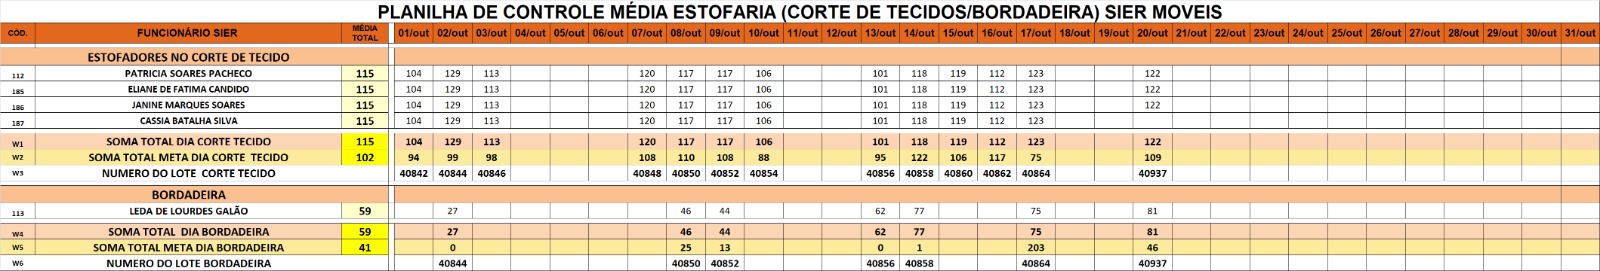 PLANILHA DE CONTROLE MÉDIA ESTOFARIA (CORTE DE TECIDOS/BORDADEIRA) SIER MOVEIS
CÓD. FUNCIONÁRIO SIER MÉDIA TOTAL 01/out 02/out 03/out 04/out 05/out 06/out 07/out 08/out 09/out 10/out 11/out 12/out 13/out 14/out 15/out 16/out 17/out 18/out 19/out 20/out 21/out 22/out 23/out 24/out 25/out 26/out 27/out 28/out 29/out 30/out 31/out
ESTOFADORES NO CORTE DE TECIDO
112 PATRICIA SOARES PACHECO 115 104 129 113 120 117 117 106 101 118 119 112 123 122
185 ELIANE DE FATIMA CANDIDO 115 104 129 113 120 117 117 106 101 118 119 112 123 122
186 JANINE MARQUES SOARES 115 104 129 113 120 117 117 106 101 118 119 112 123 122
187 CASSIA BATALHA SILVA 115 104 129 113 120 117 117 106 101 118 119 112 123
W1 SOMA TOTAL DIA CORTE TECIDO 115 104 129 113 120 117 117 106 101 118 119 112 123 122
W2 SOMA TOTAL META DIA CORTE TECIDO 102 94 99 98 108 110 108 88 95 122 106 117 75 109
W3 NUMERO DO LOTE CORTE TECIDO 40842 40844 40846 40848 40850 40852 40854 40856 40858 40860 40862 40864 40937
BORDADEIRA
113 LEDA DE LOURDES GALÃO 59 27 46 44 62 77 75 81
W4 SOMA TOTAL DIA BORDADEIRA 59 27 46 44 62 77 75 81
W5 SOMA TOTAL META DIA BORDADEIRA 41 0 25 13 0 1 203 46
W6 NUMERO DO LOTE BORDADEIRA 40844 40850 40852 40856 40858 40864 40937